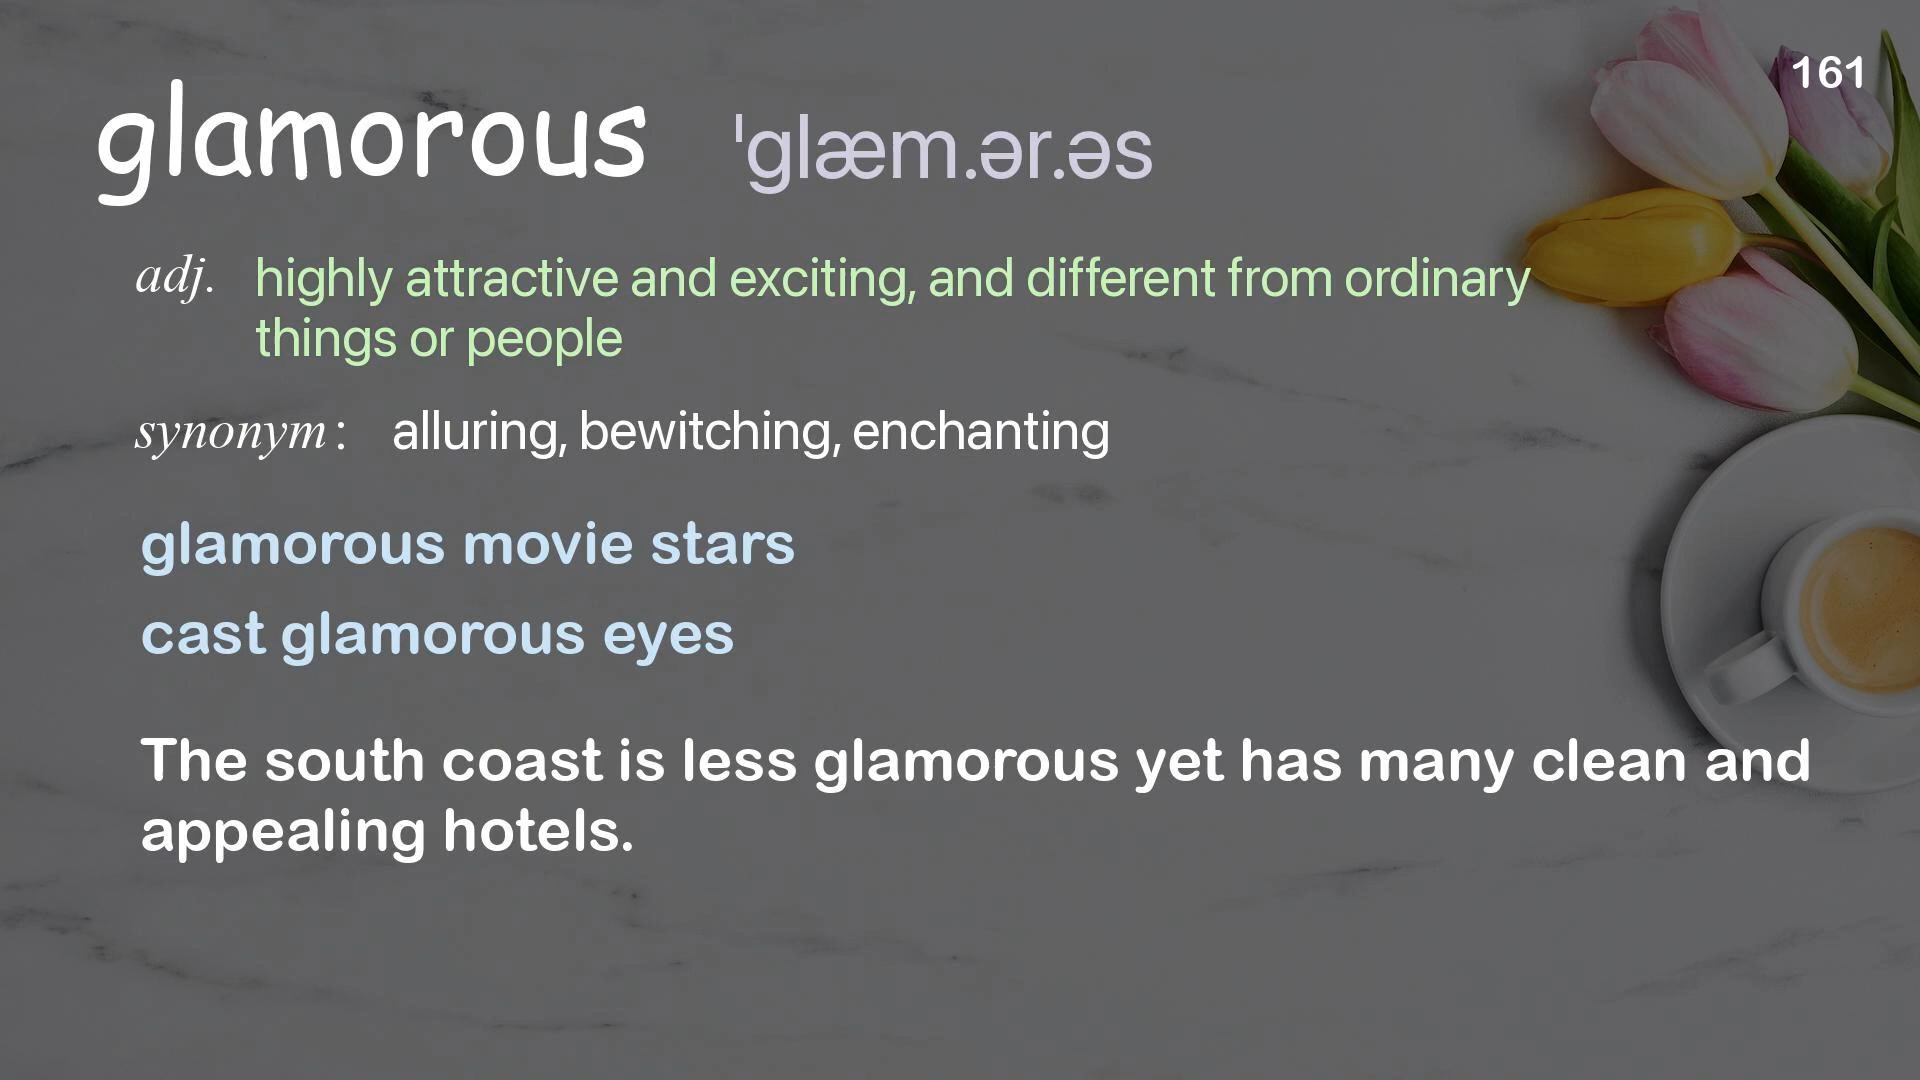 161
glamorous ˈɡlæm.ər.əs
adj. highly attractive and exciting, and different from ordinary
things or people
synonym: alluring, bewitching, enchanting
glamorous movie stars
cast glamorous eyes
The south coast is less glamorous yet has many clean and
appealing hotels.